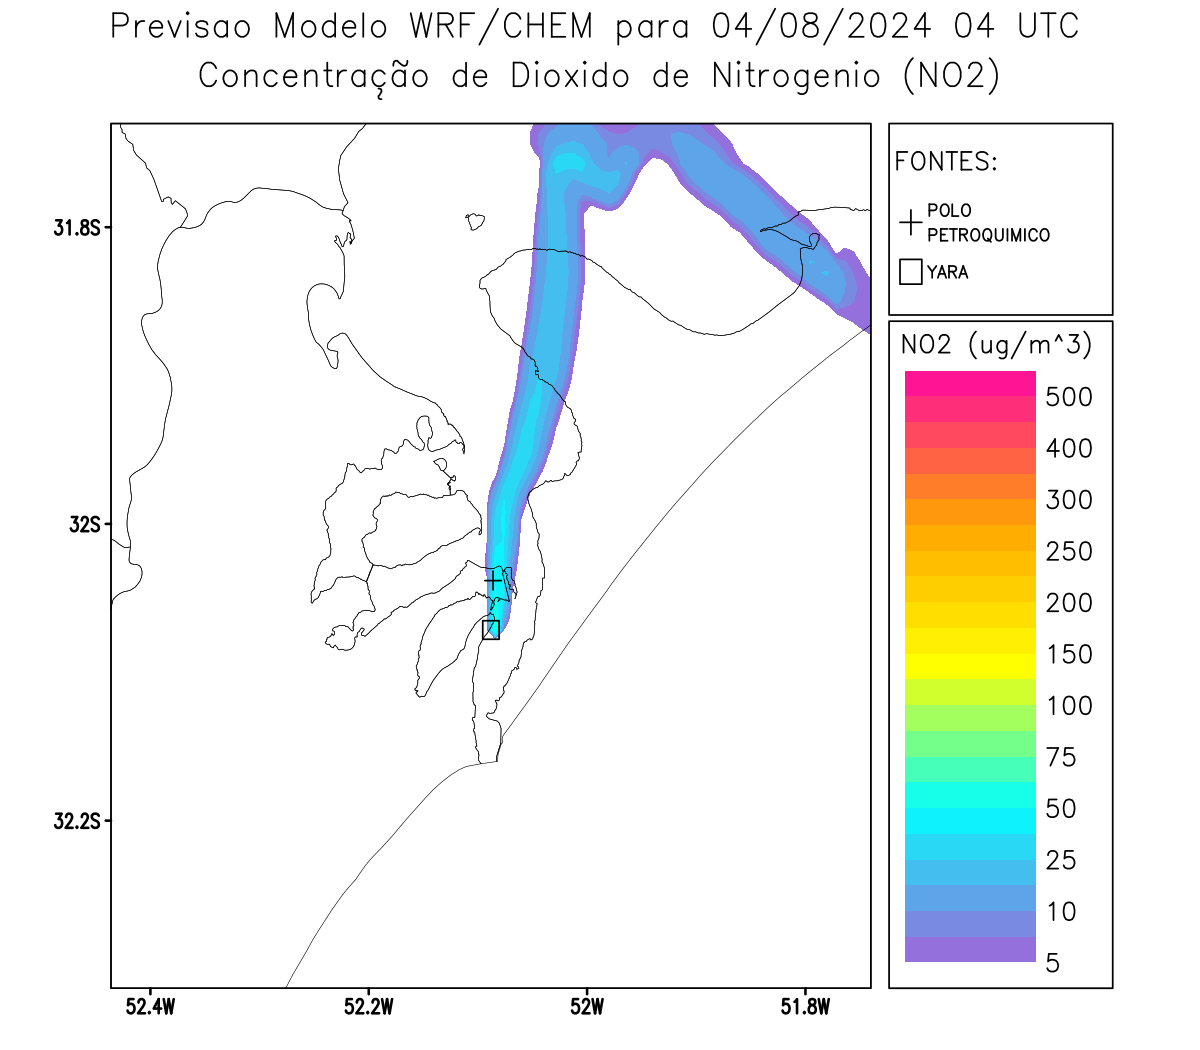 Previsao Modelo WRF/CHEM para 04/08/2024 04 UTC
Concentração de Dioxido de Nitrogenio (NO2)
FONTES:
POLO
PETROQUIMICO
YARA
NO2 (ug/m^3)
500
400
300
250
200
150
100
75
50
25
10
5
31.8S
32S
32.2S
52.4W
52.2W
52W
51.8W